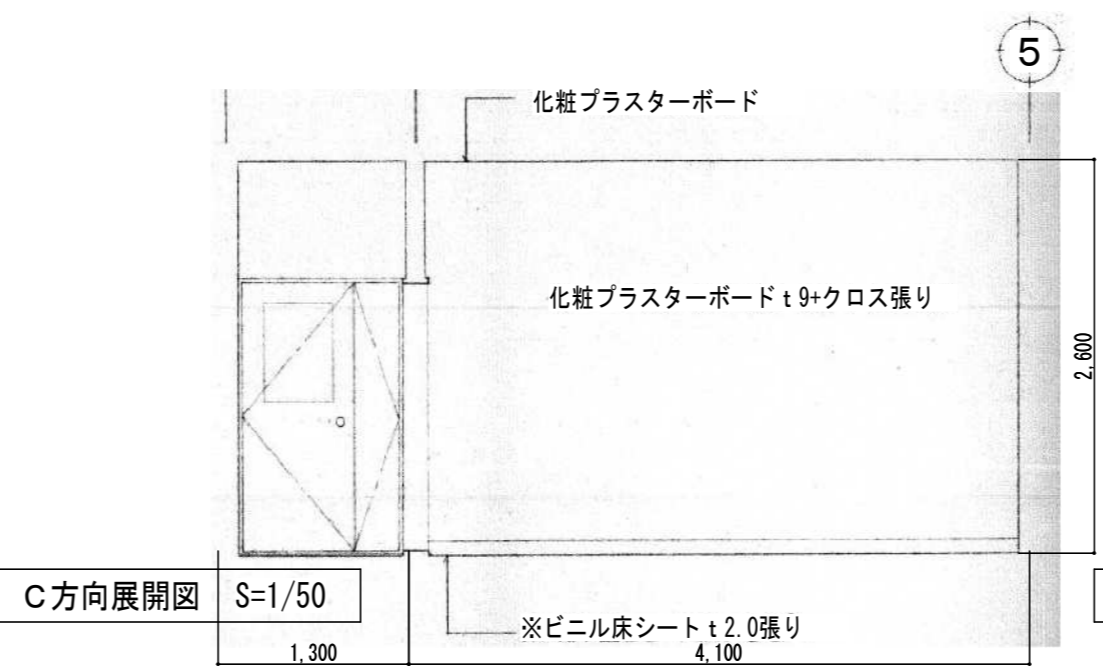 5
化粧プラスターボード
化粧プラスターボード t 9+クロス張り
2,600
C方向展開図 S=1/50
※ビニル床シート t 2.0張り
1,300
4,100